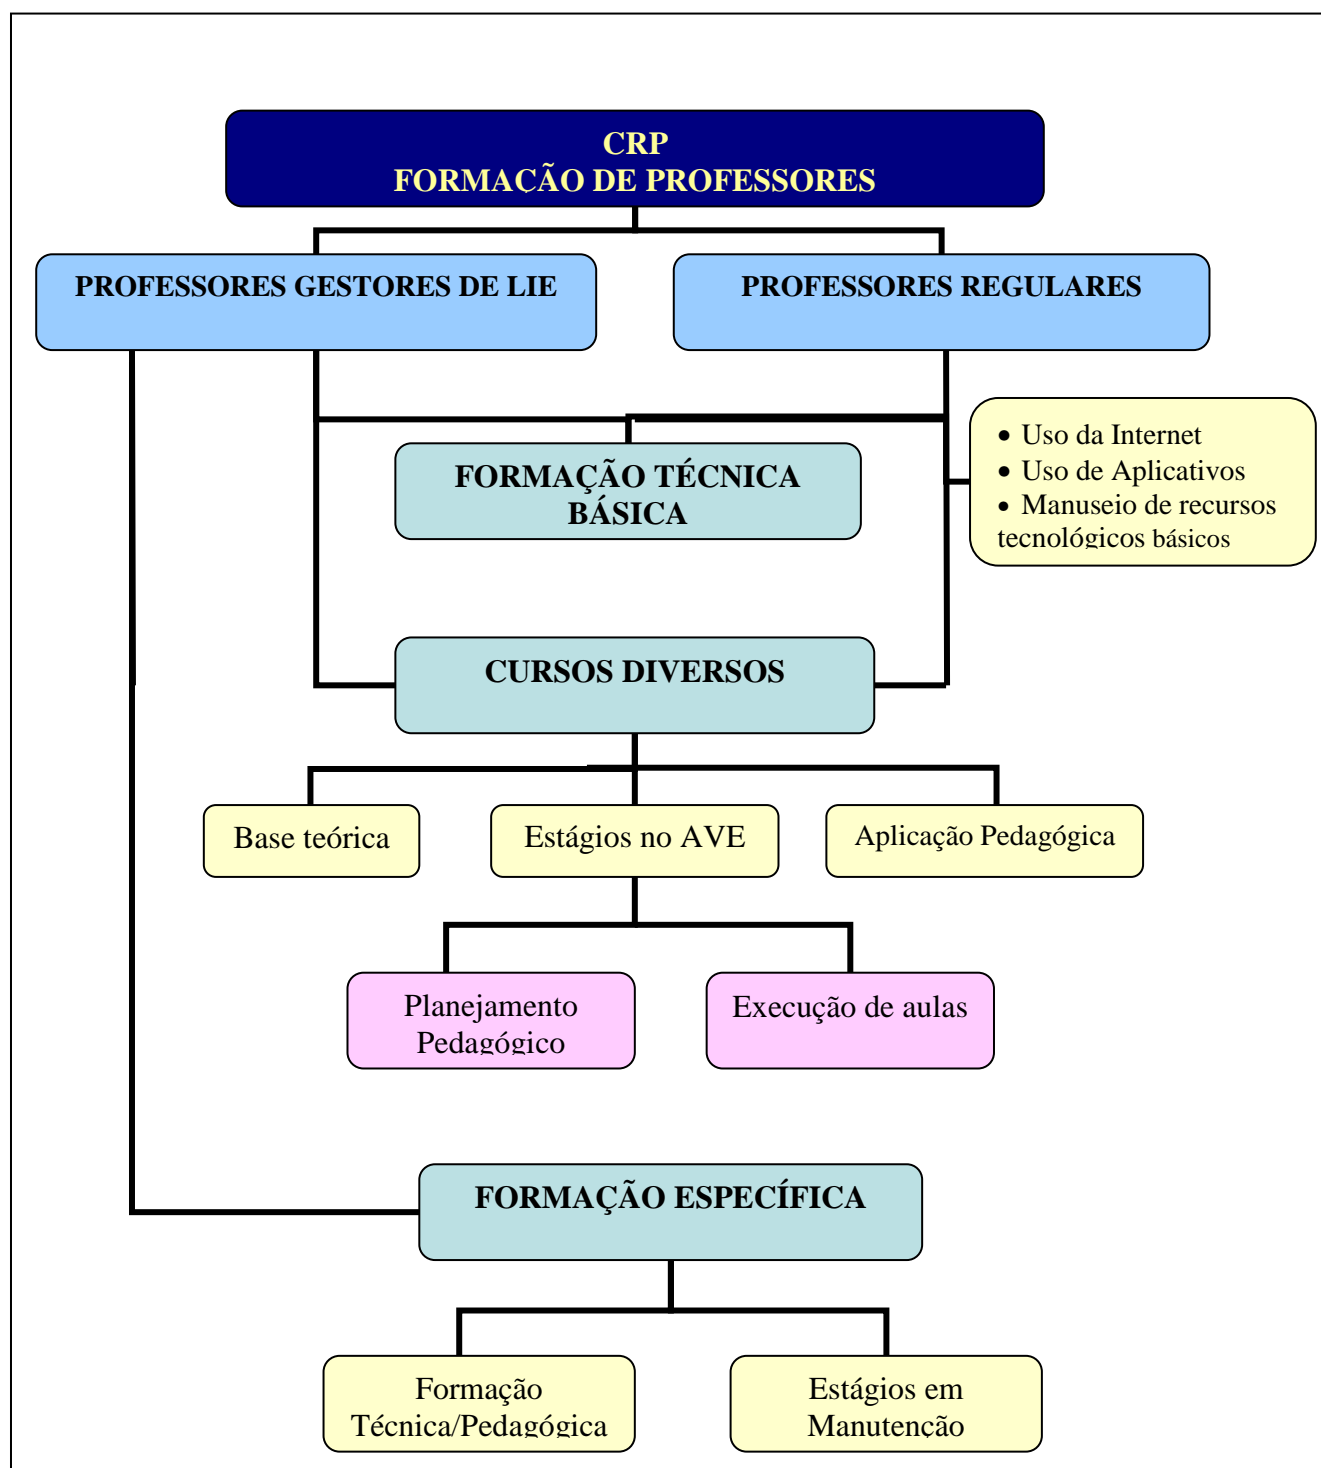 CRP
FORMAÇÃO DE PROFESSORES
PROFESSORES GESTORES DE LIE
PROFESSORES REGULARES
• Uso da Internet
• Uso de Aplicativos
• Manuseio de recursos
tecnológicos básicos
FORMAÇÃO TÉCNICA
BÁSICA
CURSOS DIVERSOS
Base teórica
Estágios no AVE
Aplicação Pedagógica
Planejamento
Pedagógico
Execução de aulas
FORMAÇÃO ESPECÍFICA
Formação
Técnica/Pedagógica
Estágios em
Manutenção